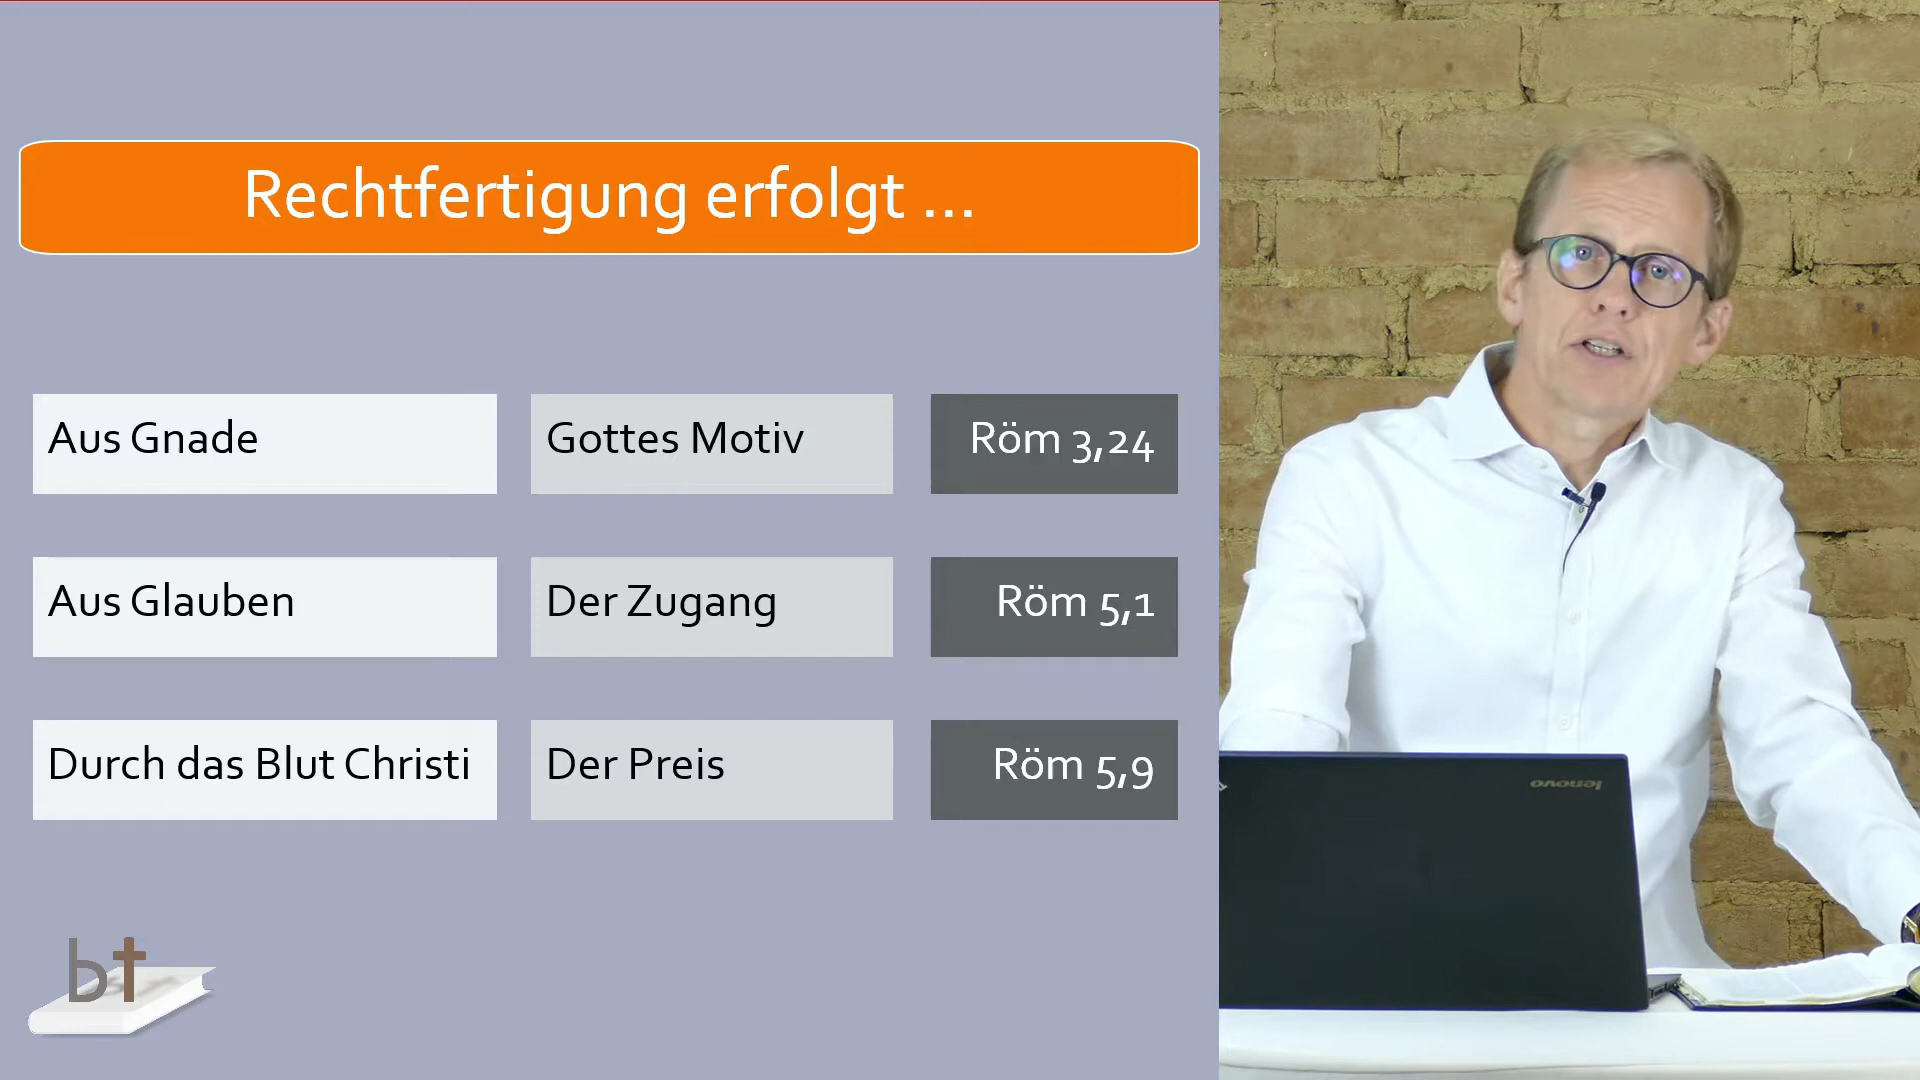 Rechtfertigung erfolgt ...
Aus Gnade Gottes Motiv Röm 3,24
Aus Glauben Der Zugang Röm 5,1
Durch das Blut Christi Der Preis Röm 5,9
bt
lenovo